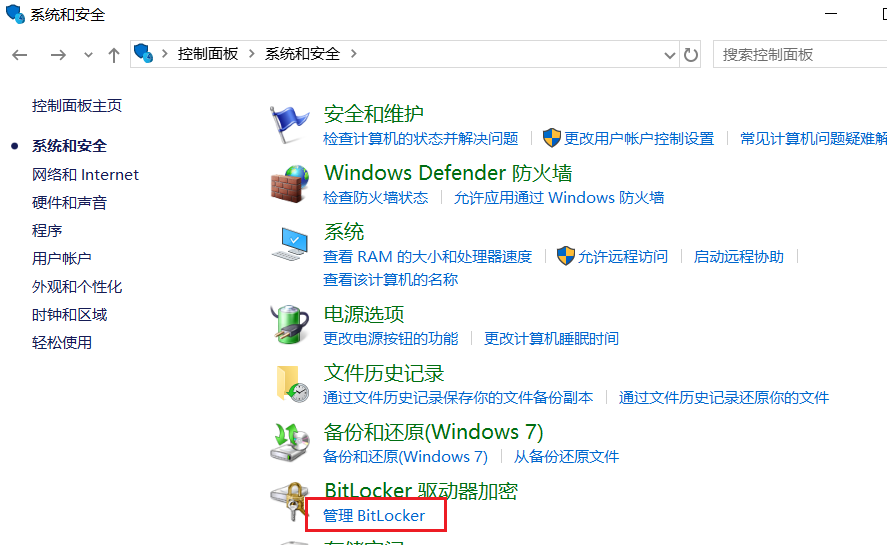 系统和安全
控制面板 系统和安全 搜索控制面板
控制面板主页
系统和安全
网络和 Internet
硬件和声音
程序
用户帐户
外观和个性化
时钟和区域
轻松使用
安全和维护
检查计算机的状态并解决问题 更改用户帐户控制设置 常见计算机问题疑难解
Windows Defender 防火墙
检查防火墙状态 允许应用通过 Windows 防火墙
系统
查看 RAM 的大小和处理器速度 允许远程访问 启动远程协助
查看该计算机的名称
电源选项
更改电源按钮的功能 更改计算机睡眠时间
文件历史记录
通过文件历史记录保存你的文件备份副本 通过文件历史记录还原你的文件
备份和还原(Windows 7)
备份和还原(Windows 7) 从备份还原文件
BitLocker 驱动器加密
管理 BitLocker